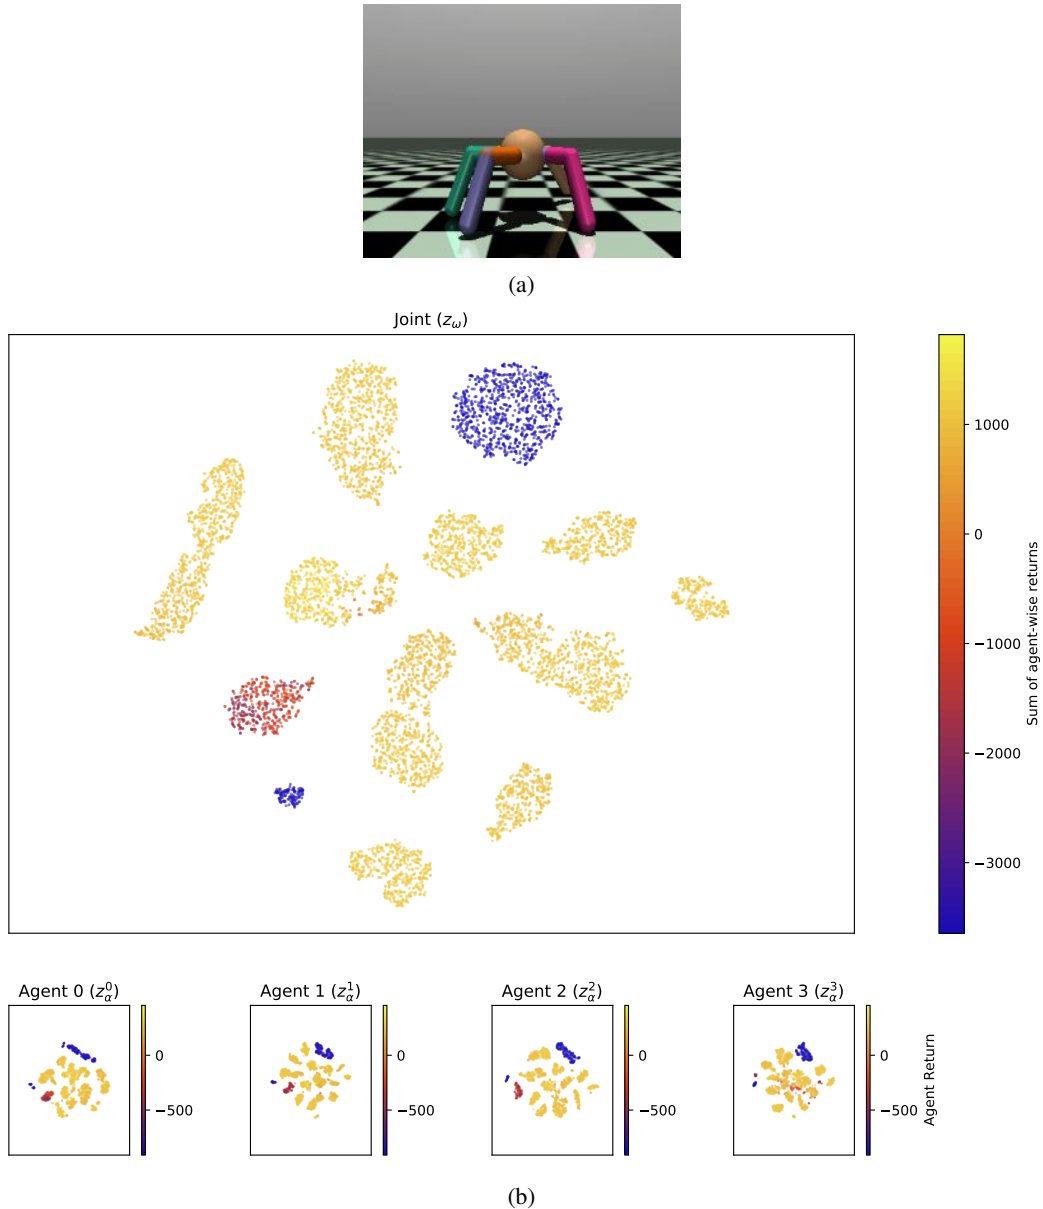 (a)
Joint (z_ω)
1000
0
−1000
−2000
−3000
Sum of agent-wise returns
Agent 0 (z_α^0)
0
−500
Agent 1 (z_α^1)
0
−500
Agent 2 (z_α^2)
0
−500
Agent 3 (z_α^3)
0
−500
Agent Return
(b)